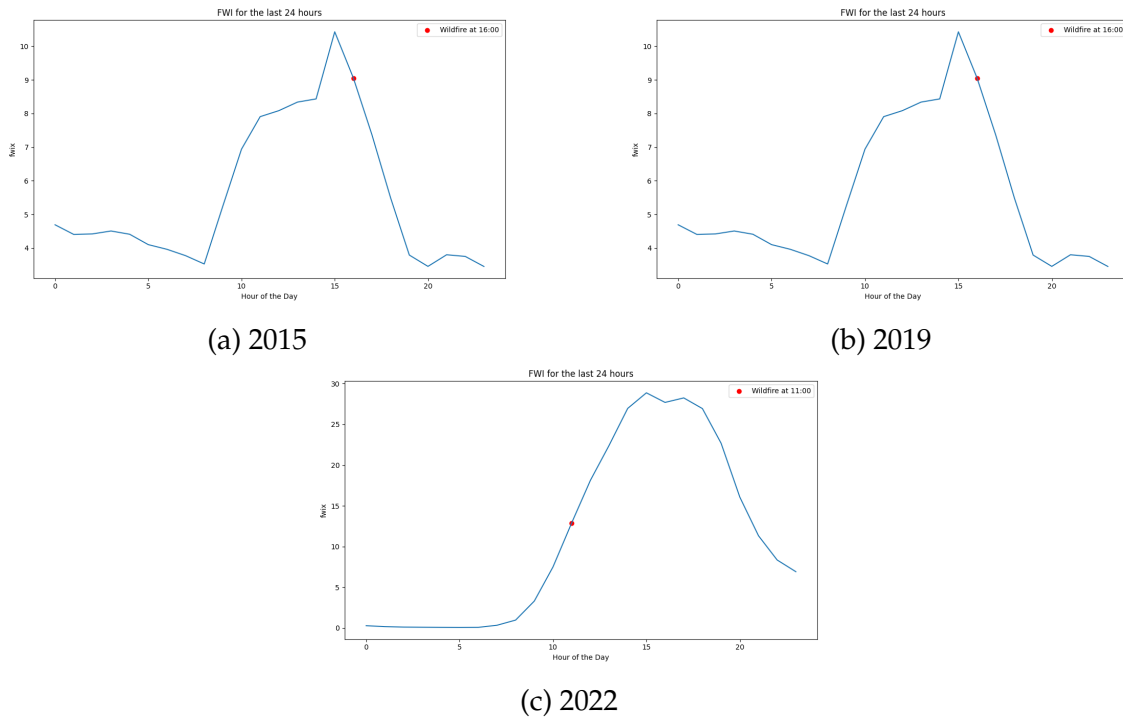 FWI for the last 24 hours
Wildfire at 16:00
10
9
8
7
6
5
4
fwix
0
5
10
15
20
Hour of the Day
(a) 2015
FWI for the last 24 hours
Wildfire at 16:00
10
9
8
7
6
5
4
fwix
0
5
10
15
20
Hour of the Day
(b) 2019
FWI for the last 24 hours
Wildfire at 11:00
30
25
20
15
10
5
0
fwix
0
5
10
15
20
Hour of the Day
(c) 2022